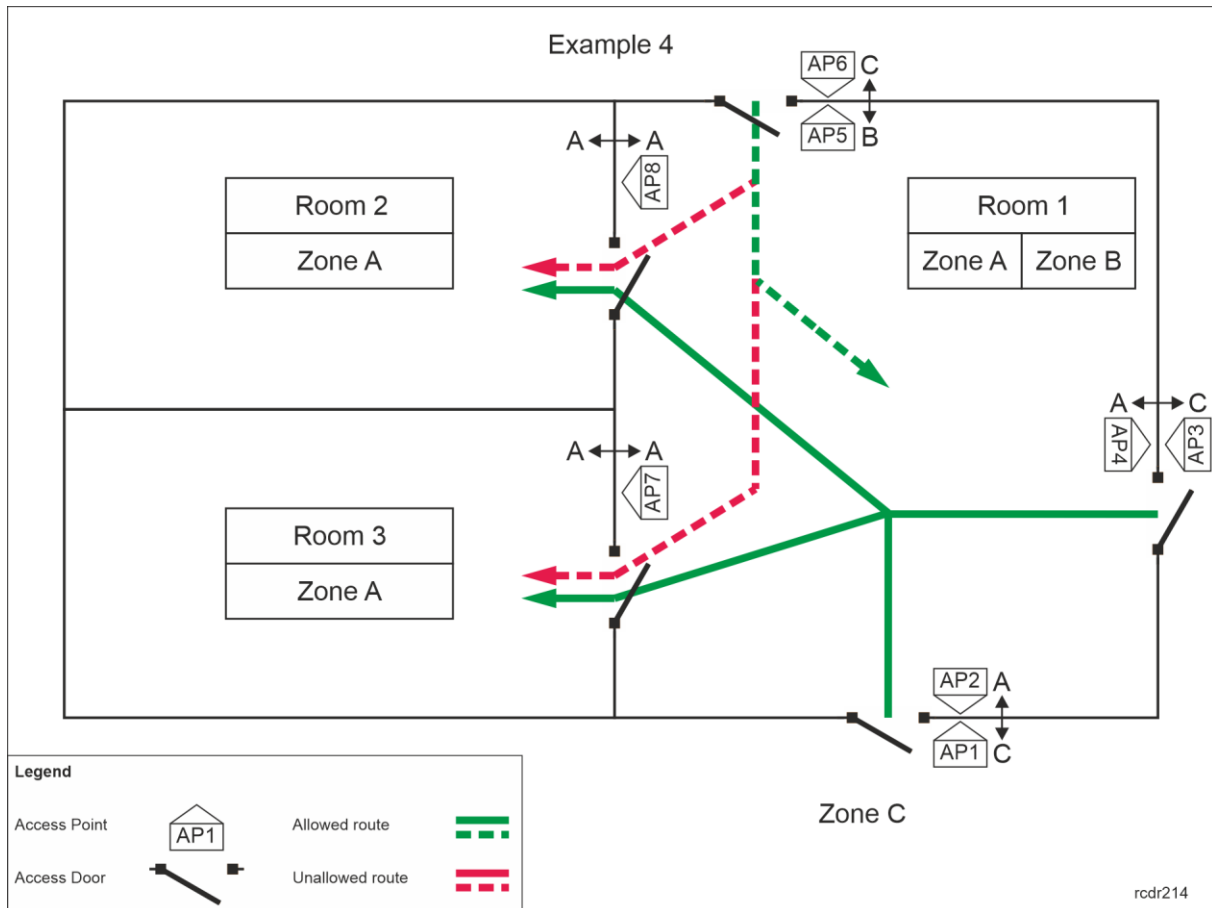 Example 4
AP6 C
AP5 B
A A
AP8
Room 2
Zone A
Room 1
Zone A Zone B
A C
AP4 AP3
A A
AP7
Room 3
Zone A
AP2 A
AP1 C
Zone C
Legend
Access Point AP1 Allowed route
Access Door Unallowed route
rcdr214